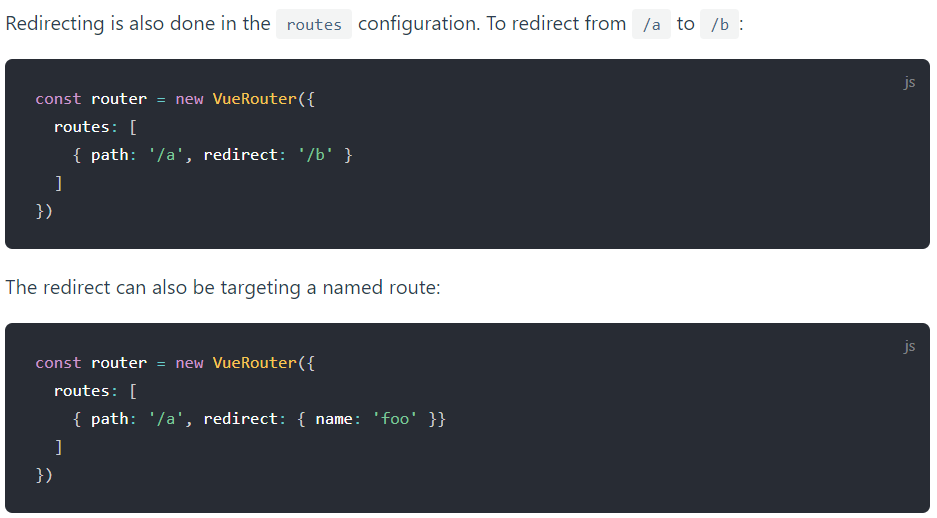 Redirecting is also done in the routes configuration. To redirect from /a to /b:
js
const router = new VueRouter({
  routes: [
    { path: '/a', redirect: '/b' }
  ]
})
The redirect can also be targeting a named route:
js
const router = new VueRouter({
  routes: [
    { path: '/a', redirect: { name: 'foo' }}
  ]
})